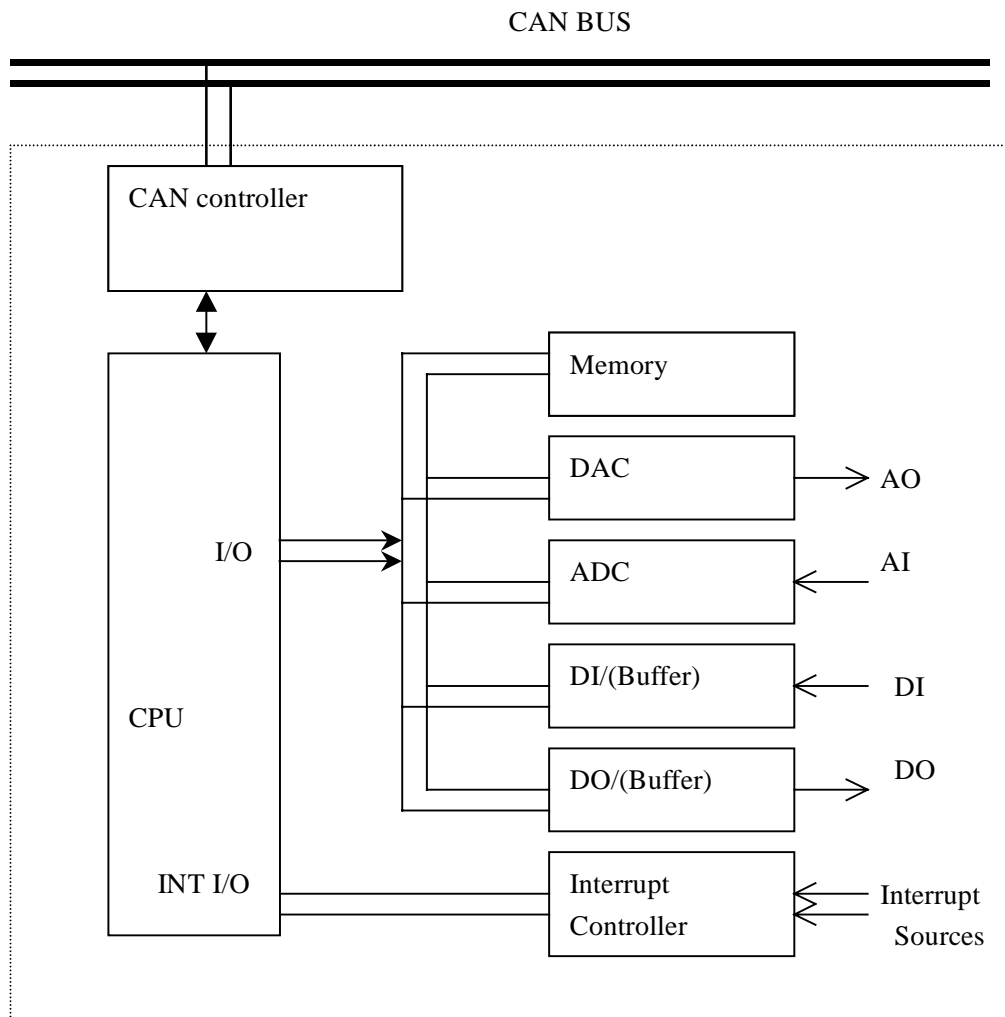 CAN BUS
CAN controller
Memory
DAC
AO
I/O
ADC
AI
DI/(Buffer)
DI
CPU
DO/(Buffer)
DO
INT I/O
Interrupt
Controller
Interrupt
Sources